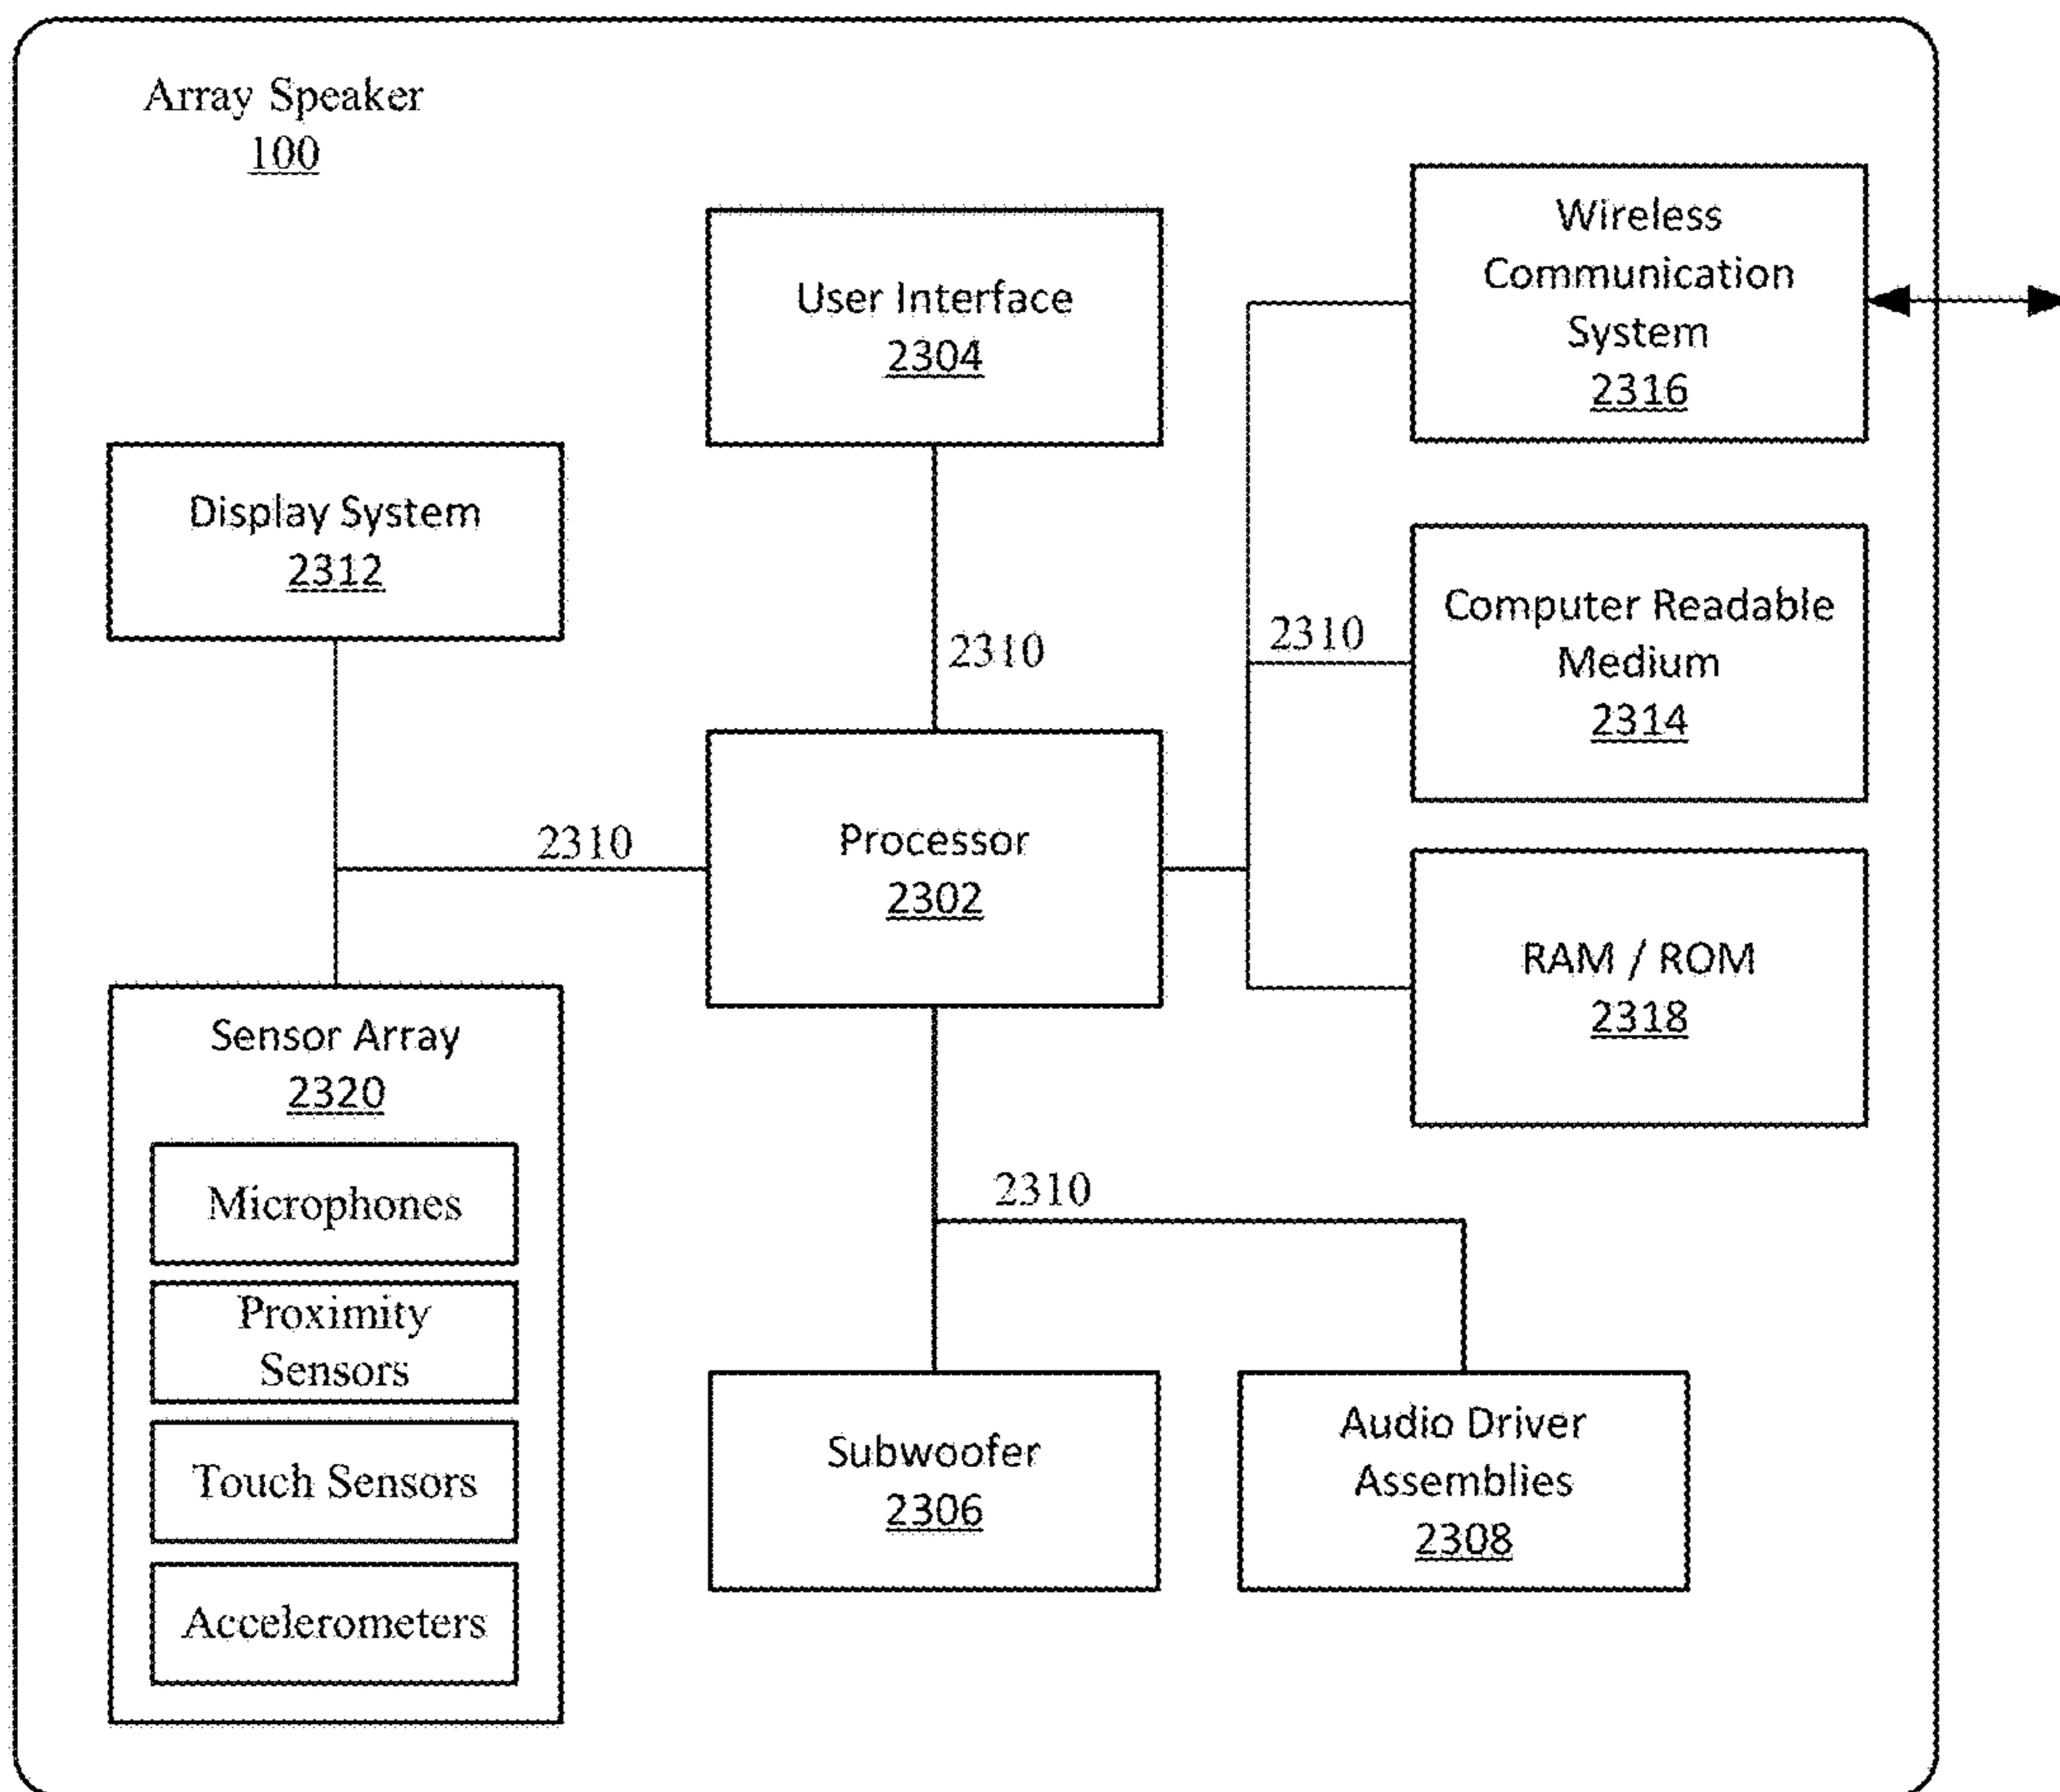 Array Speaker
100
User Interface
2304
Wireless
Communication
System
2316
Display System
2312
2310
2310
Computer Readable
Medium
2314
2310
Processor
2302
RAM / ROM
2318
Sensor Array
2320
Microphones
Proximity
Sensors
Touch Sensors
Accelerometers
2310
Subwoofer
2306
Audio Driver
Assemblies
2308